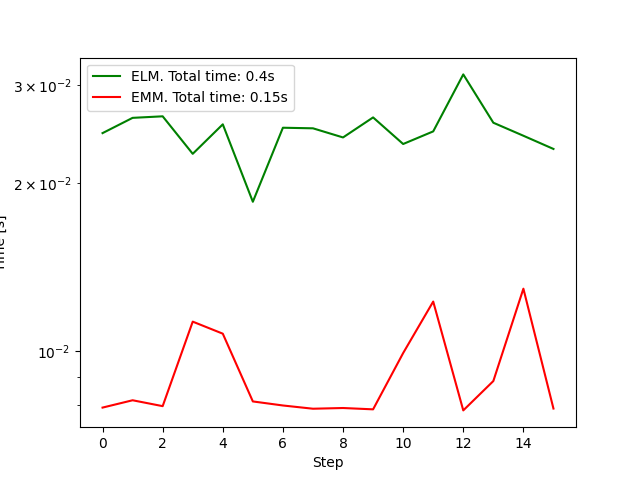 ELM. Total time: 0.4s
EMM. Total time: 0.15s
3 × 10⁻²
2 × 10⁻²
10⁻²
[s]
0 2 4 6 8 10 12 14
Step